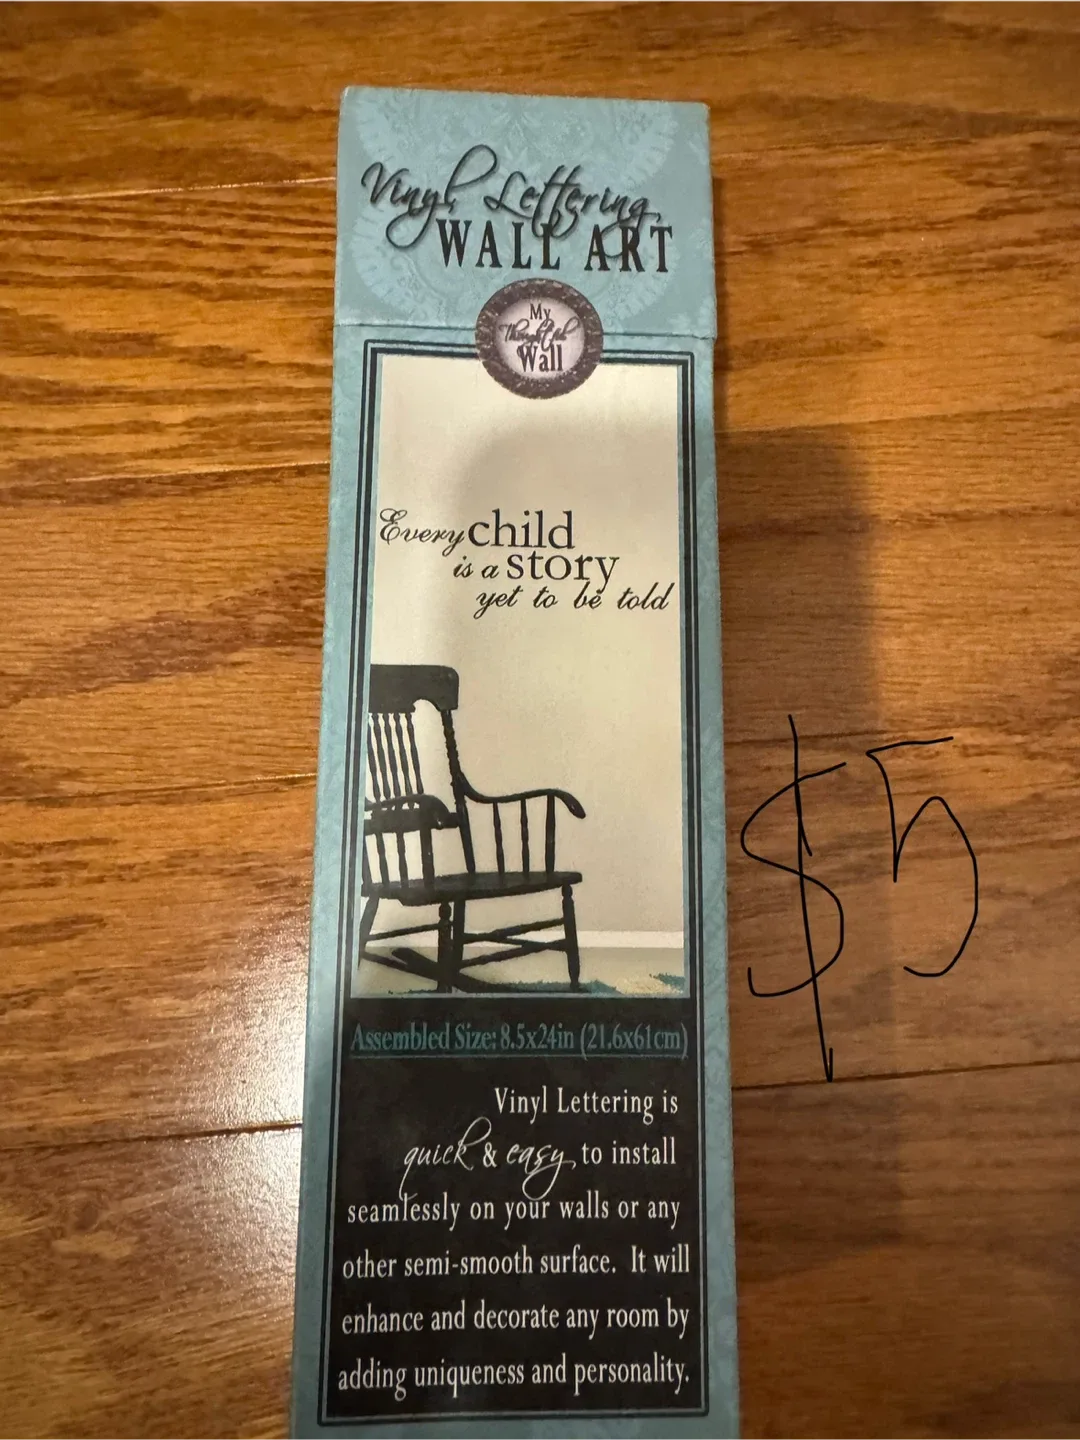 Vinyl Lettering
WALL ART
My
Thoughtful
Wall
Every child
is a story
yet to be told
$5
Assembled Size: 8.5x24in (21.6x61cm)
Vinyl Lettering is
quick & easy to install
seamlessly on your walls or any
other semi-smooth surface. It will
enhance and decorate any room by
adding uniqueness and personality.